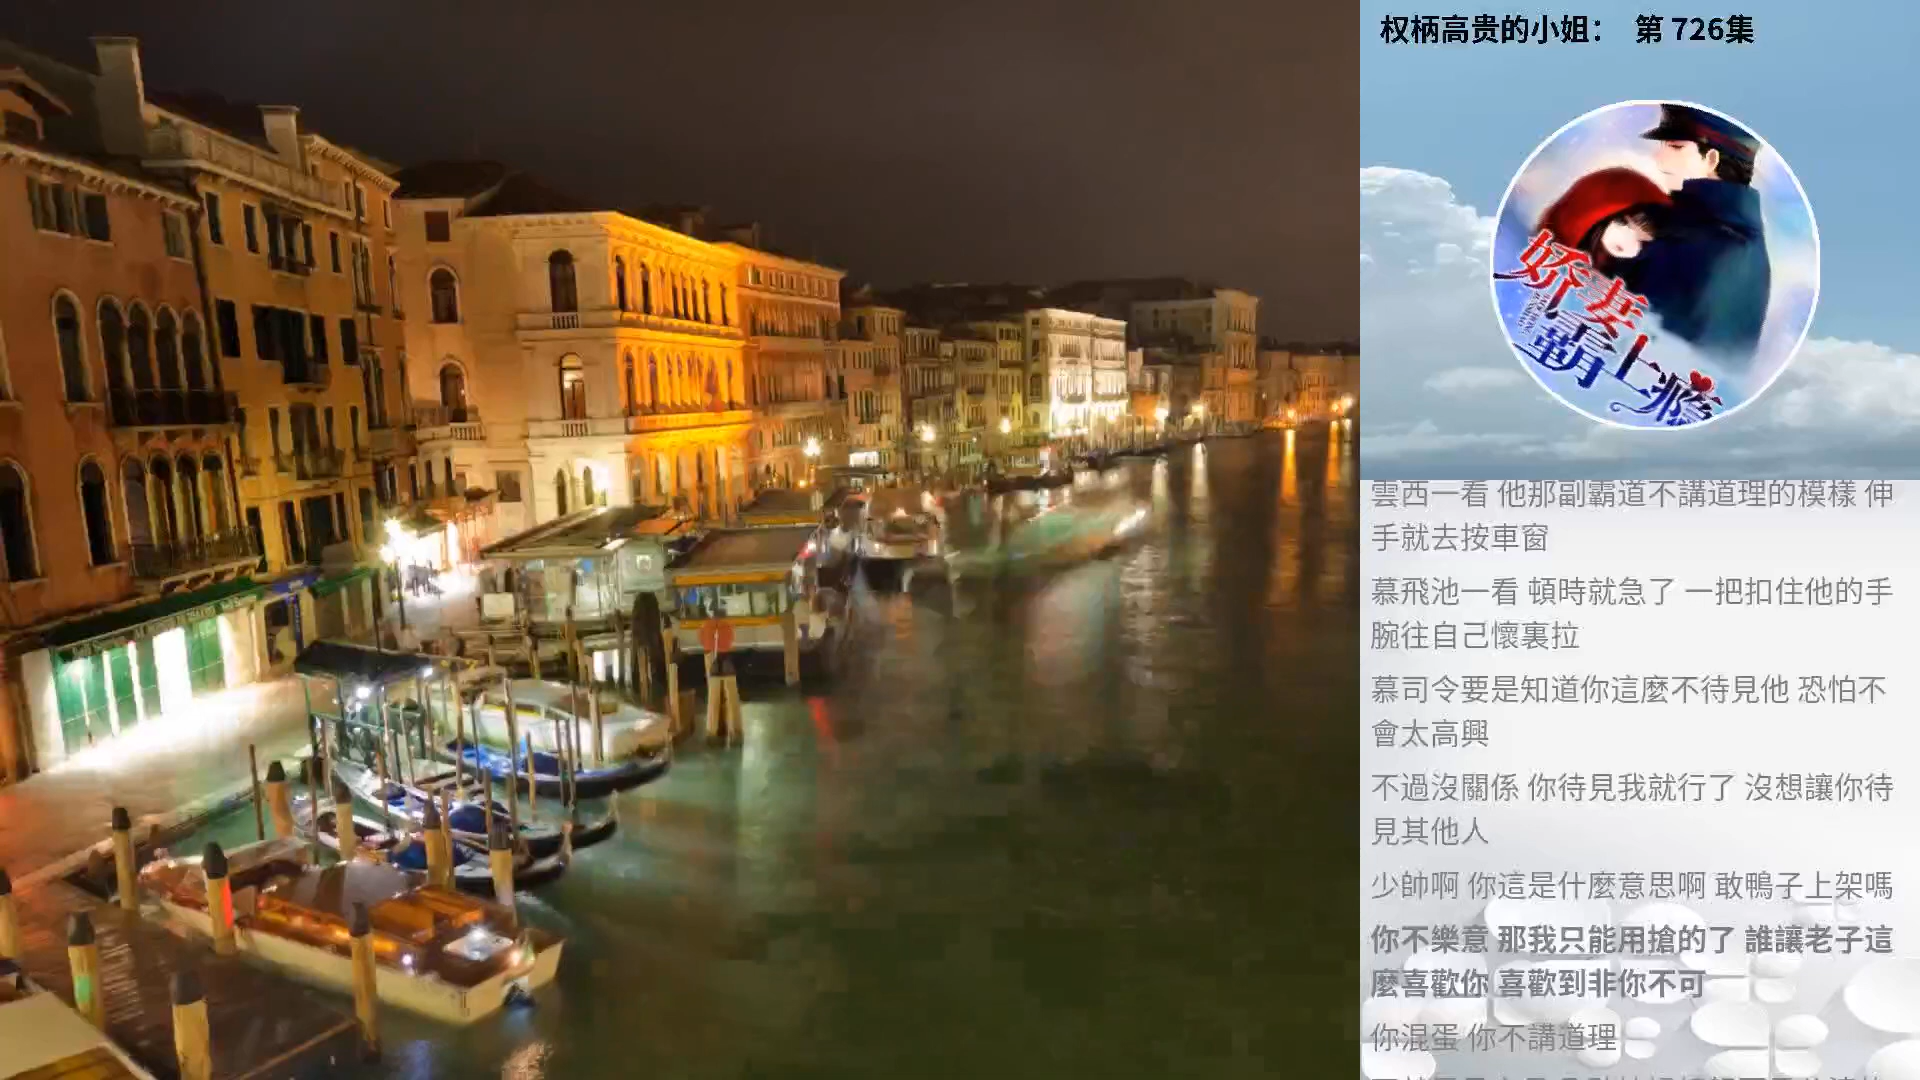 权柄高贵的小姐： 第 726集
娇妻
霸上瘾
雲西一看 他那副霸道不講道理的模樣 伸
手就去按車窗
慕飛池一看 頓時就急了 一把扣住他的手
腕往自己懷裏拉
慕司令要是知道你這麼不待見他 恐怕不
會太高興
不過沒關係 你待見我就行了 沒想讓你待
見其他人
少帥啊 你這是什麼意思啊 敢鴨子上架嗎
你不樂意 那我只能用搶的了 誰讓老子這
麼喜歡你 喜歡到非你不可
你混蛋 你不講道理